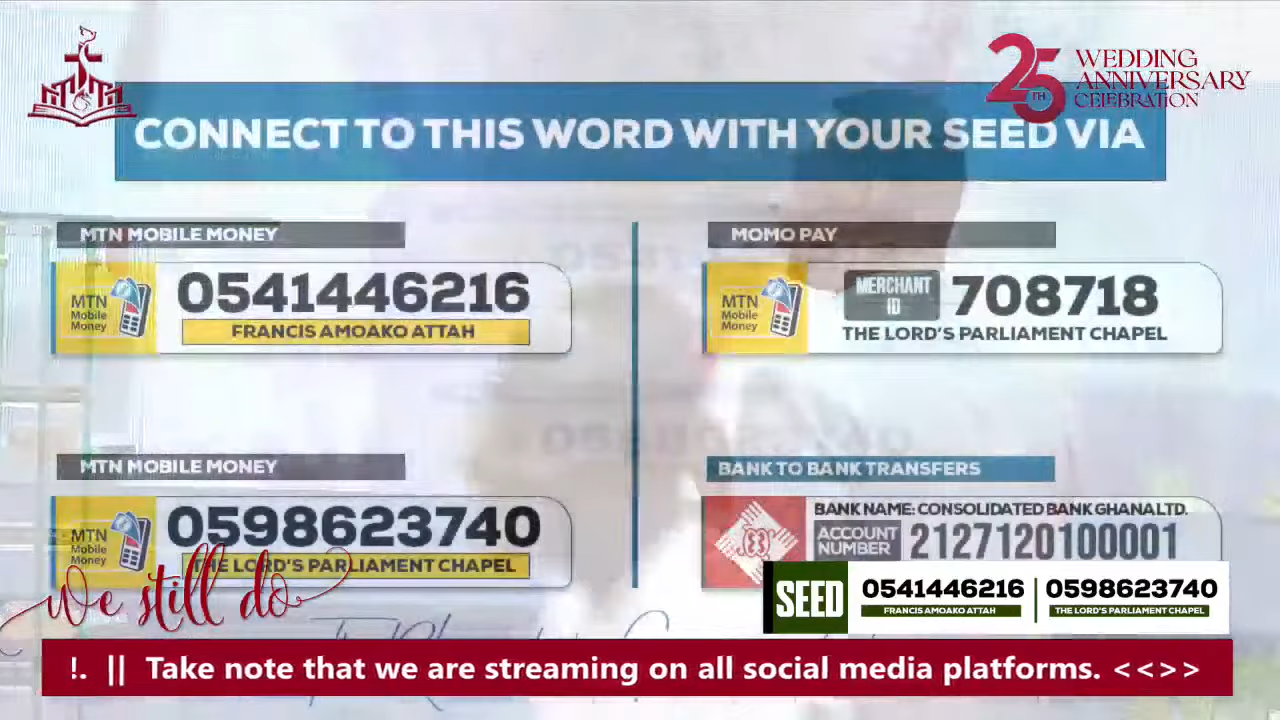 25TH WEDDING
ANNIVERSARY
CELEBRATION
CONNECT TO THIS WORD WITH YOUR SEED VIA
MTN MOBILE MONEY
MTN
Mobile
Money
0541446216
FRANCIS AMOAKO ATTAH
MOMO PAY
MTN
Mobile
Money
MERCHANT
ID
708718
THE LORD'S PARLIAMENT CHAPEL
MTN MOBILE MONEY
MTN
Mobile
Money
0598623740
THE LORD'S PARLIAMENT CHAPEL
BANK TO BANK TRANSFERS
BANK NAME: CONSOLIDATED BANK GHANA LTD.
ACCOUNT
NUMBER
2127120100001
we still do
SEED
0541446216
FRANCIS AMOAKO ATTAH
0598623740
THE LORD'S PARLIAMENT CHAPEL
!. || Take note that we are streaming on all social media platforms. <<>>